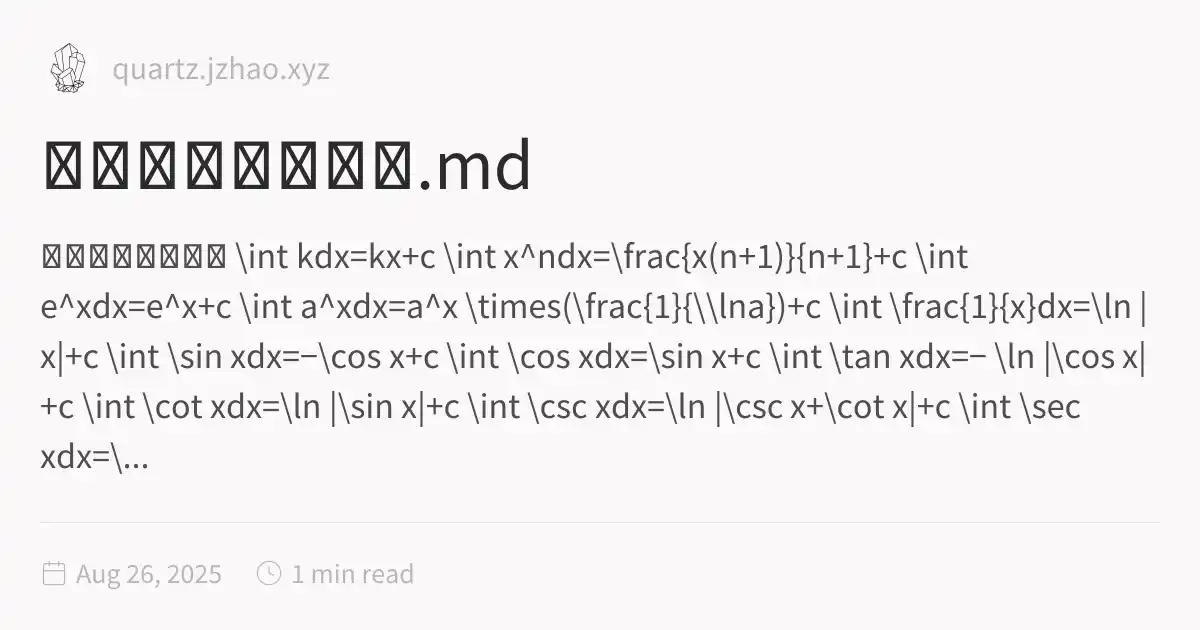 quartz.jzhao.xyz
.md
\int kdx=kx+c \int x^ndx=\frac{x(n+1)}{n+1}+c \int
e^xdx=e^x+c \int a^xdx=a^x \times(\frac{1}{\\lna})+c \int \frac{1}{x}dx=\ln |
x|+c \int \sin xdx=−\cos x+c \int \cos xdx=\sin x+c \int \tan xdx=− \ln |\cos x|
+c \int \cot xdx=\ln |\sin x|+c \int \csc xdx=\ln |\csc x+\cot x|+c \int \sec
xdx=\...
Aug 26, 2025
1 min read